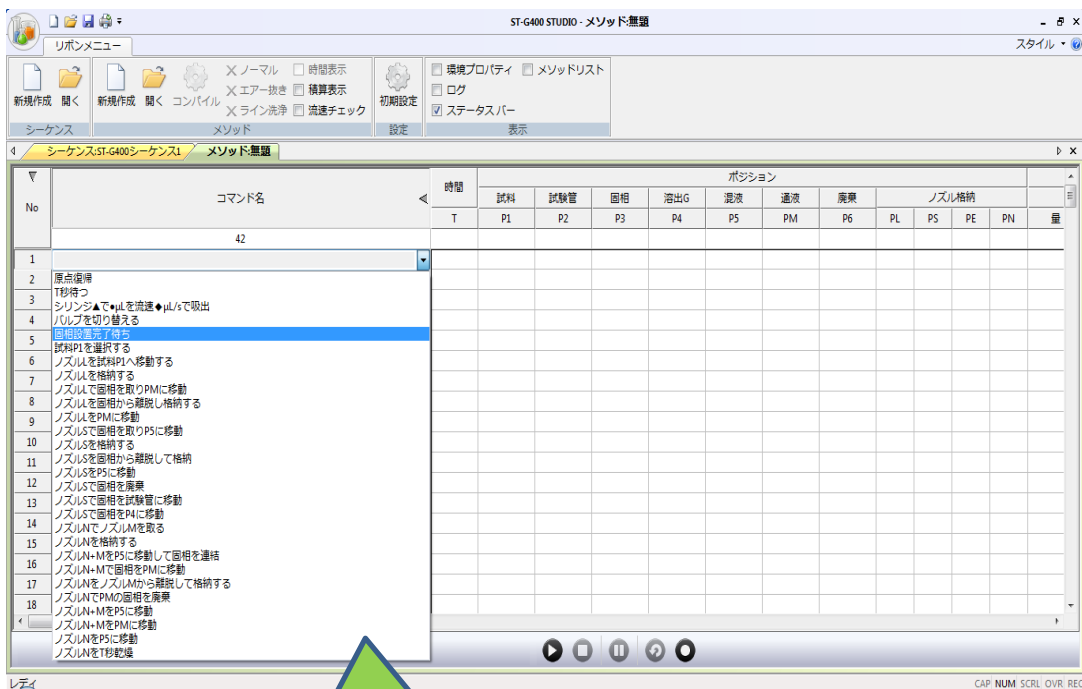 ST-G400 STUDIO - メソッド:無題
リボンメニュー
スタイル
新規作成 開く
シーケンス
新規作成 開く コンパイル
ノーマル
エアー抜き
ライン洗浄
時間表示
積算表示
流速チェック
メソッド
初期設定
設定
環境プロパティ メソッドリスト
ログ
ステータス バー
表示
シーケンス:ST-G400シーケンス1 メソッド:無題
No コマンド名 時間 ポジション
試料 試験管 固相 溶出G 混液 通液 廃棄 ノズル格納
T P1 P2 P3 P4 P5 PM P6 PL PS PE PN 量
42
1
2
3
4
5
6
7
8
9
10
11
12
13
14
15
16
17
18
原点復帰
T秒待つ
シリンジ▲で●μLを流速◆μL/sで吸出
バルブを切り替える
固相設置完了待ち
試料P1を選択する
ノズルLを試料P1へ移動する
ノズルLを格納する
ノズルLで固相を取りPMに移動
ノズルLを固相から離脱し格納する
ノズルLをPMに移動
ノズルSで固相を取りP5に移動
ノズルSを格納する
ノズルSを固相から離脱して格納
ノズルSをP5に移動
ノズルSで固相を廃棄
ノズルSで固相を試験管に移動
ノズルSで固相をP4に移動
ノズルNでノズルMを取る
ノズルNを格納する
ノズルN+MをP5に移動して固相を連結
ノズルN+Mで固相をPMに移動
ノズルNをノズルMから離脱して格納する
ノズルNでPMの固相を廃棄
ノズルN+MをP5に移動
ノズルN+MをPMに移動
ノズルNをP5に移動
ノズルNをT秒乾燥
レディ
CAP NUM SCRL OVR REC